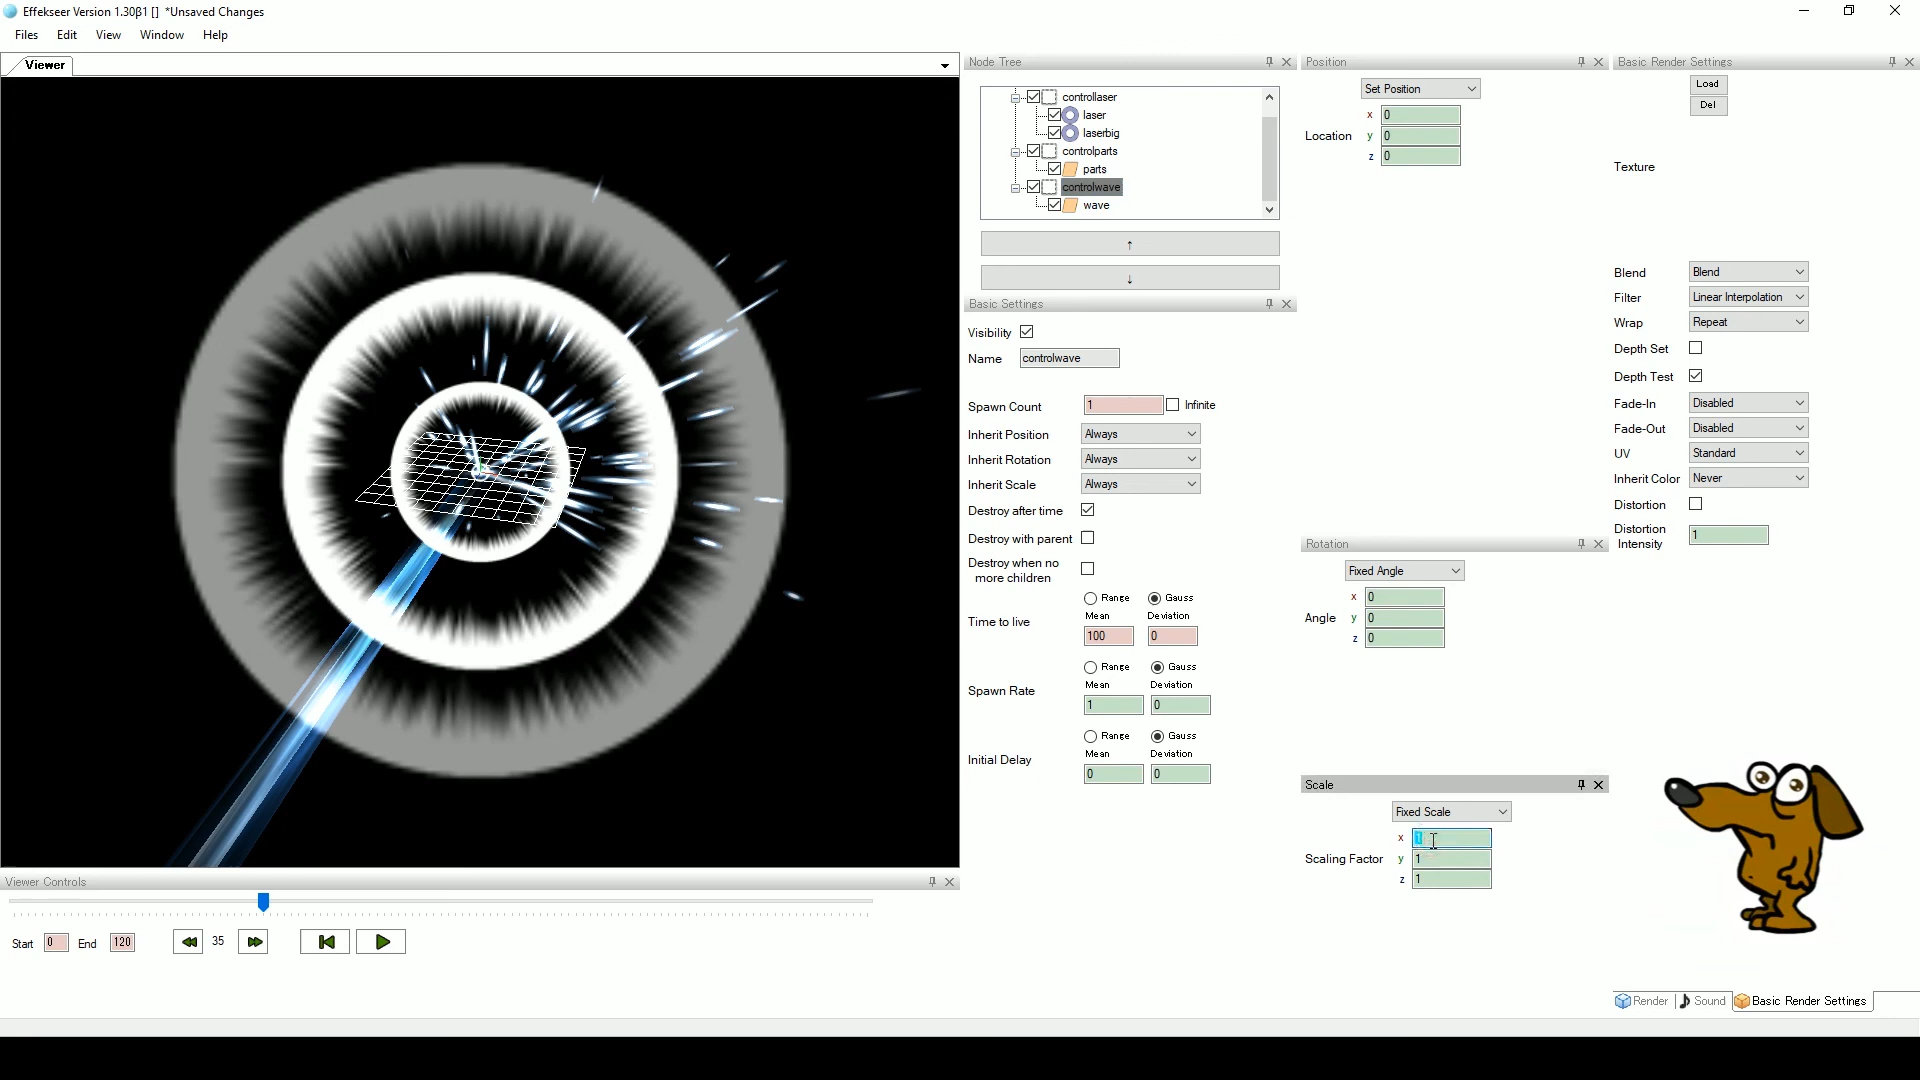 Effekseer Version 1.30β1 [] *Unsaved Changes
Files Edit View Window Help
Viewer
Node Tree
controllaser
laser
laserbig
controlparts
parts
controlwave
wave
↑
↓
Basic Settings
Visibility
Name controlwave
Spawn Count 1 Infinite
Inherit Position Always
Inherit Rotation Always
Inherit Scale Always
Destroy after time
Destroy with parent
Destroy when no
more children
Range Gauss
Mean Deviation
Time to live
100 0
Range Gauss
Mean Deviation
Spawn Rate
1 0
Range Gauss
Mean Deviation
Initial Delay
0 0
Position
Set Position
x 0
Location y 0
z 0
Rotation
Fixed Angle
x 0
Angle y 0
z 0
Scale
Fixed Scale
x 1
Scaling Factor y 1
z 1
Basic Render Settings
Load
Del
Texture
Blend Blend
Filter Linear Interpolation
Wrap Repeat
Depth Set
Depth Test
Fade-In Disabled
Fade-Out Disabled
UV Standard
Inherit Color Never
Distortion
Distortion
Intensity 1
Render Sound Basic Render Settings
Viewer Controls
Start 0 End 120 35